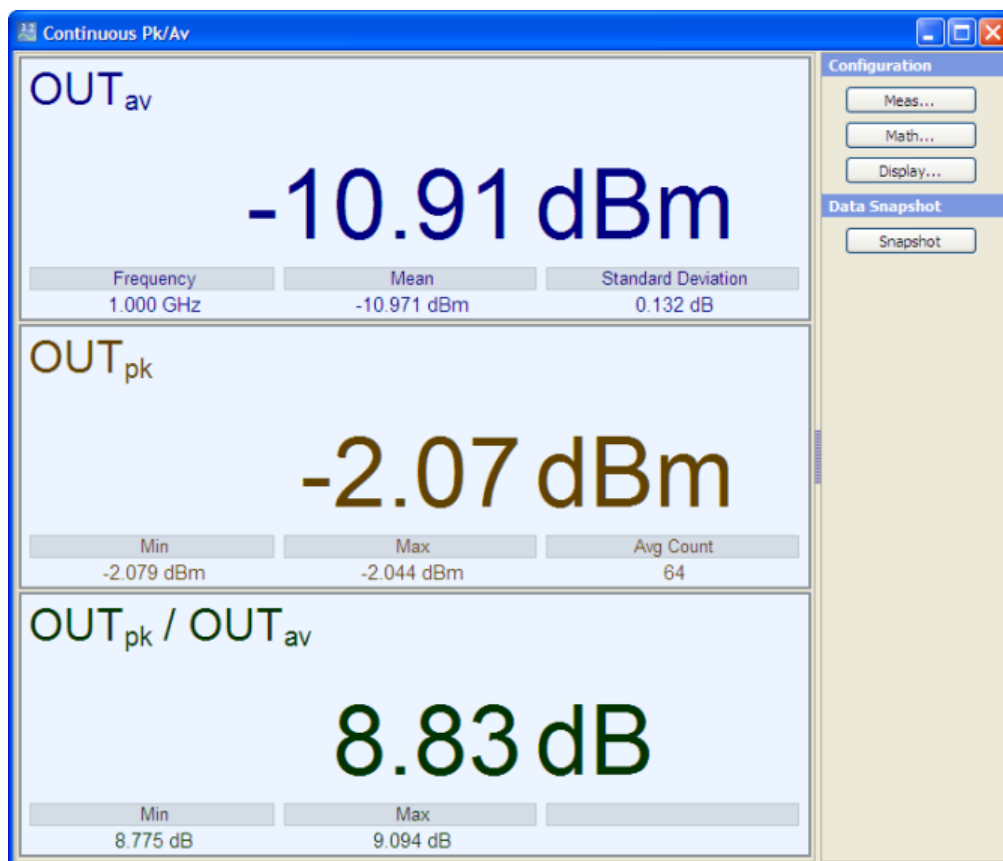 Continuous Pk/Av
OUTav
-10.91 dBm
Frequency Mean Standard Deviation
1.000 GHz -10.971 dBm 0.132 dB
OUTpk
-2.07 dBm
Min Max Avg Count
-2.079 dBm -2.044 dBm 64
OUTpk / OUTav
8.83 dB
Min Max
8.775 dB 9.094 dB
Configuration
Meas...
Math...
Display...
Data Snapshot
Snapshot